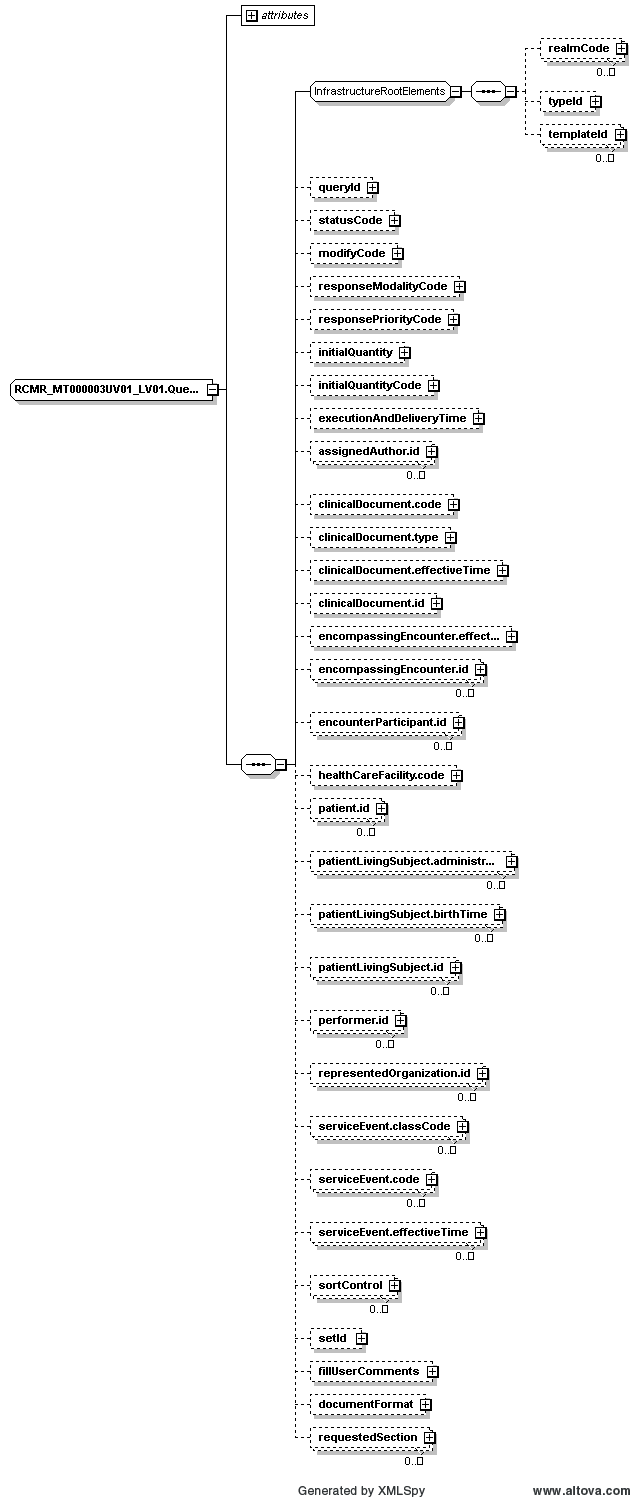 attributes
realmCode
0..
InfrastructureRootElements
typeId
templateId
0..
queryId
statusCode
modifyCode
responseModalityCode
responsePriorityCode
initialQuantity
RCMR_MT000003UV01_LV01.Que...
initialQuantityCode
executionAndDeliveryTime
assignedAuthor.id
0..
clinicalDocument.code
clinicalDocument.type
clinicalDocument.effectiveTime
clinicalDocument.id
encompassingEncounter.effect...
encompassingEncounter.id
0..
encounterParticipant.id
0..
healthCareFacility.code
patient.id
0..
patientLivingSubject.administr...
0..
patientLivingSubject.birthTime
0..
patientLivingSubject.id
0..
performer.id
0..
representedOrganization.id
0..
serviceEvent.classCode
0..
serviceEvent.code
0..
serviceEvent.effectiveTime
0..
sortControl
0..
setId
fillUserComments
documentFormat
requestedSection
0..
Generated by XMLSpy www.altova.com